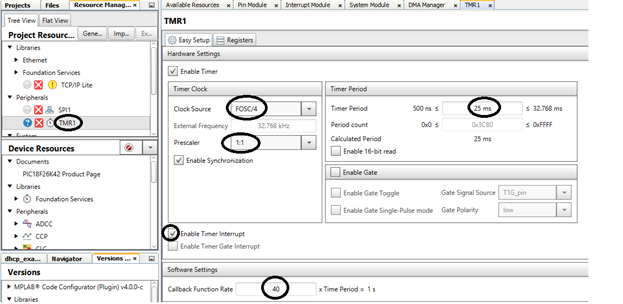 Projects Files Resource Manag...
Tree View Flat View
Project Resourc... Gene... Imp... Ex...
Libraries
Ethernet
Foundation Services
TCP/IP Lite
Peripherals
SPI1
TMR1
System
Device Resources
Documents
PIC18F26K42 Product Page
Libraries
Foundation Services
Peripherals
ADCC
CCP
CLC
dhcp_exa... Navigator Versions ...
Versions
MPLAB® Code Configurator (Plugin) v4.0.0-c
Libraries
Available Resources Pin Module Interrupt Module System Module DMA Manager TMR1
TMR1
Easy Setup Registers
Hardware Settings
Enable Timer
Timer Clock
Clock Source FOSC/4
External Frequency 32.768 kHz
Prescaler 1:1
Enable Synchronization
Timer Period
Timer Period 500 ns ≤ 25 ms ≤ 32.768 ms
Period count 0x0 ≤ 0x3CB0 ≤ 0xFFFF
Calculated Period 25 ms
Enable 16-bit read
Enable Gate
Enable Gate Toggle Gate Signal Source T1G_pin
Enable Gate Single-Pulse mode Gate Polarity low
Enable Timer Interrupt
Enable Timer Gate Interrupt
Software Settings
Callback Function Rate 40 x Time Period = 1 s